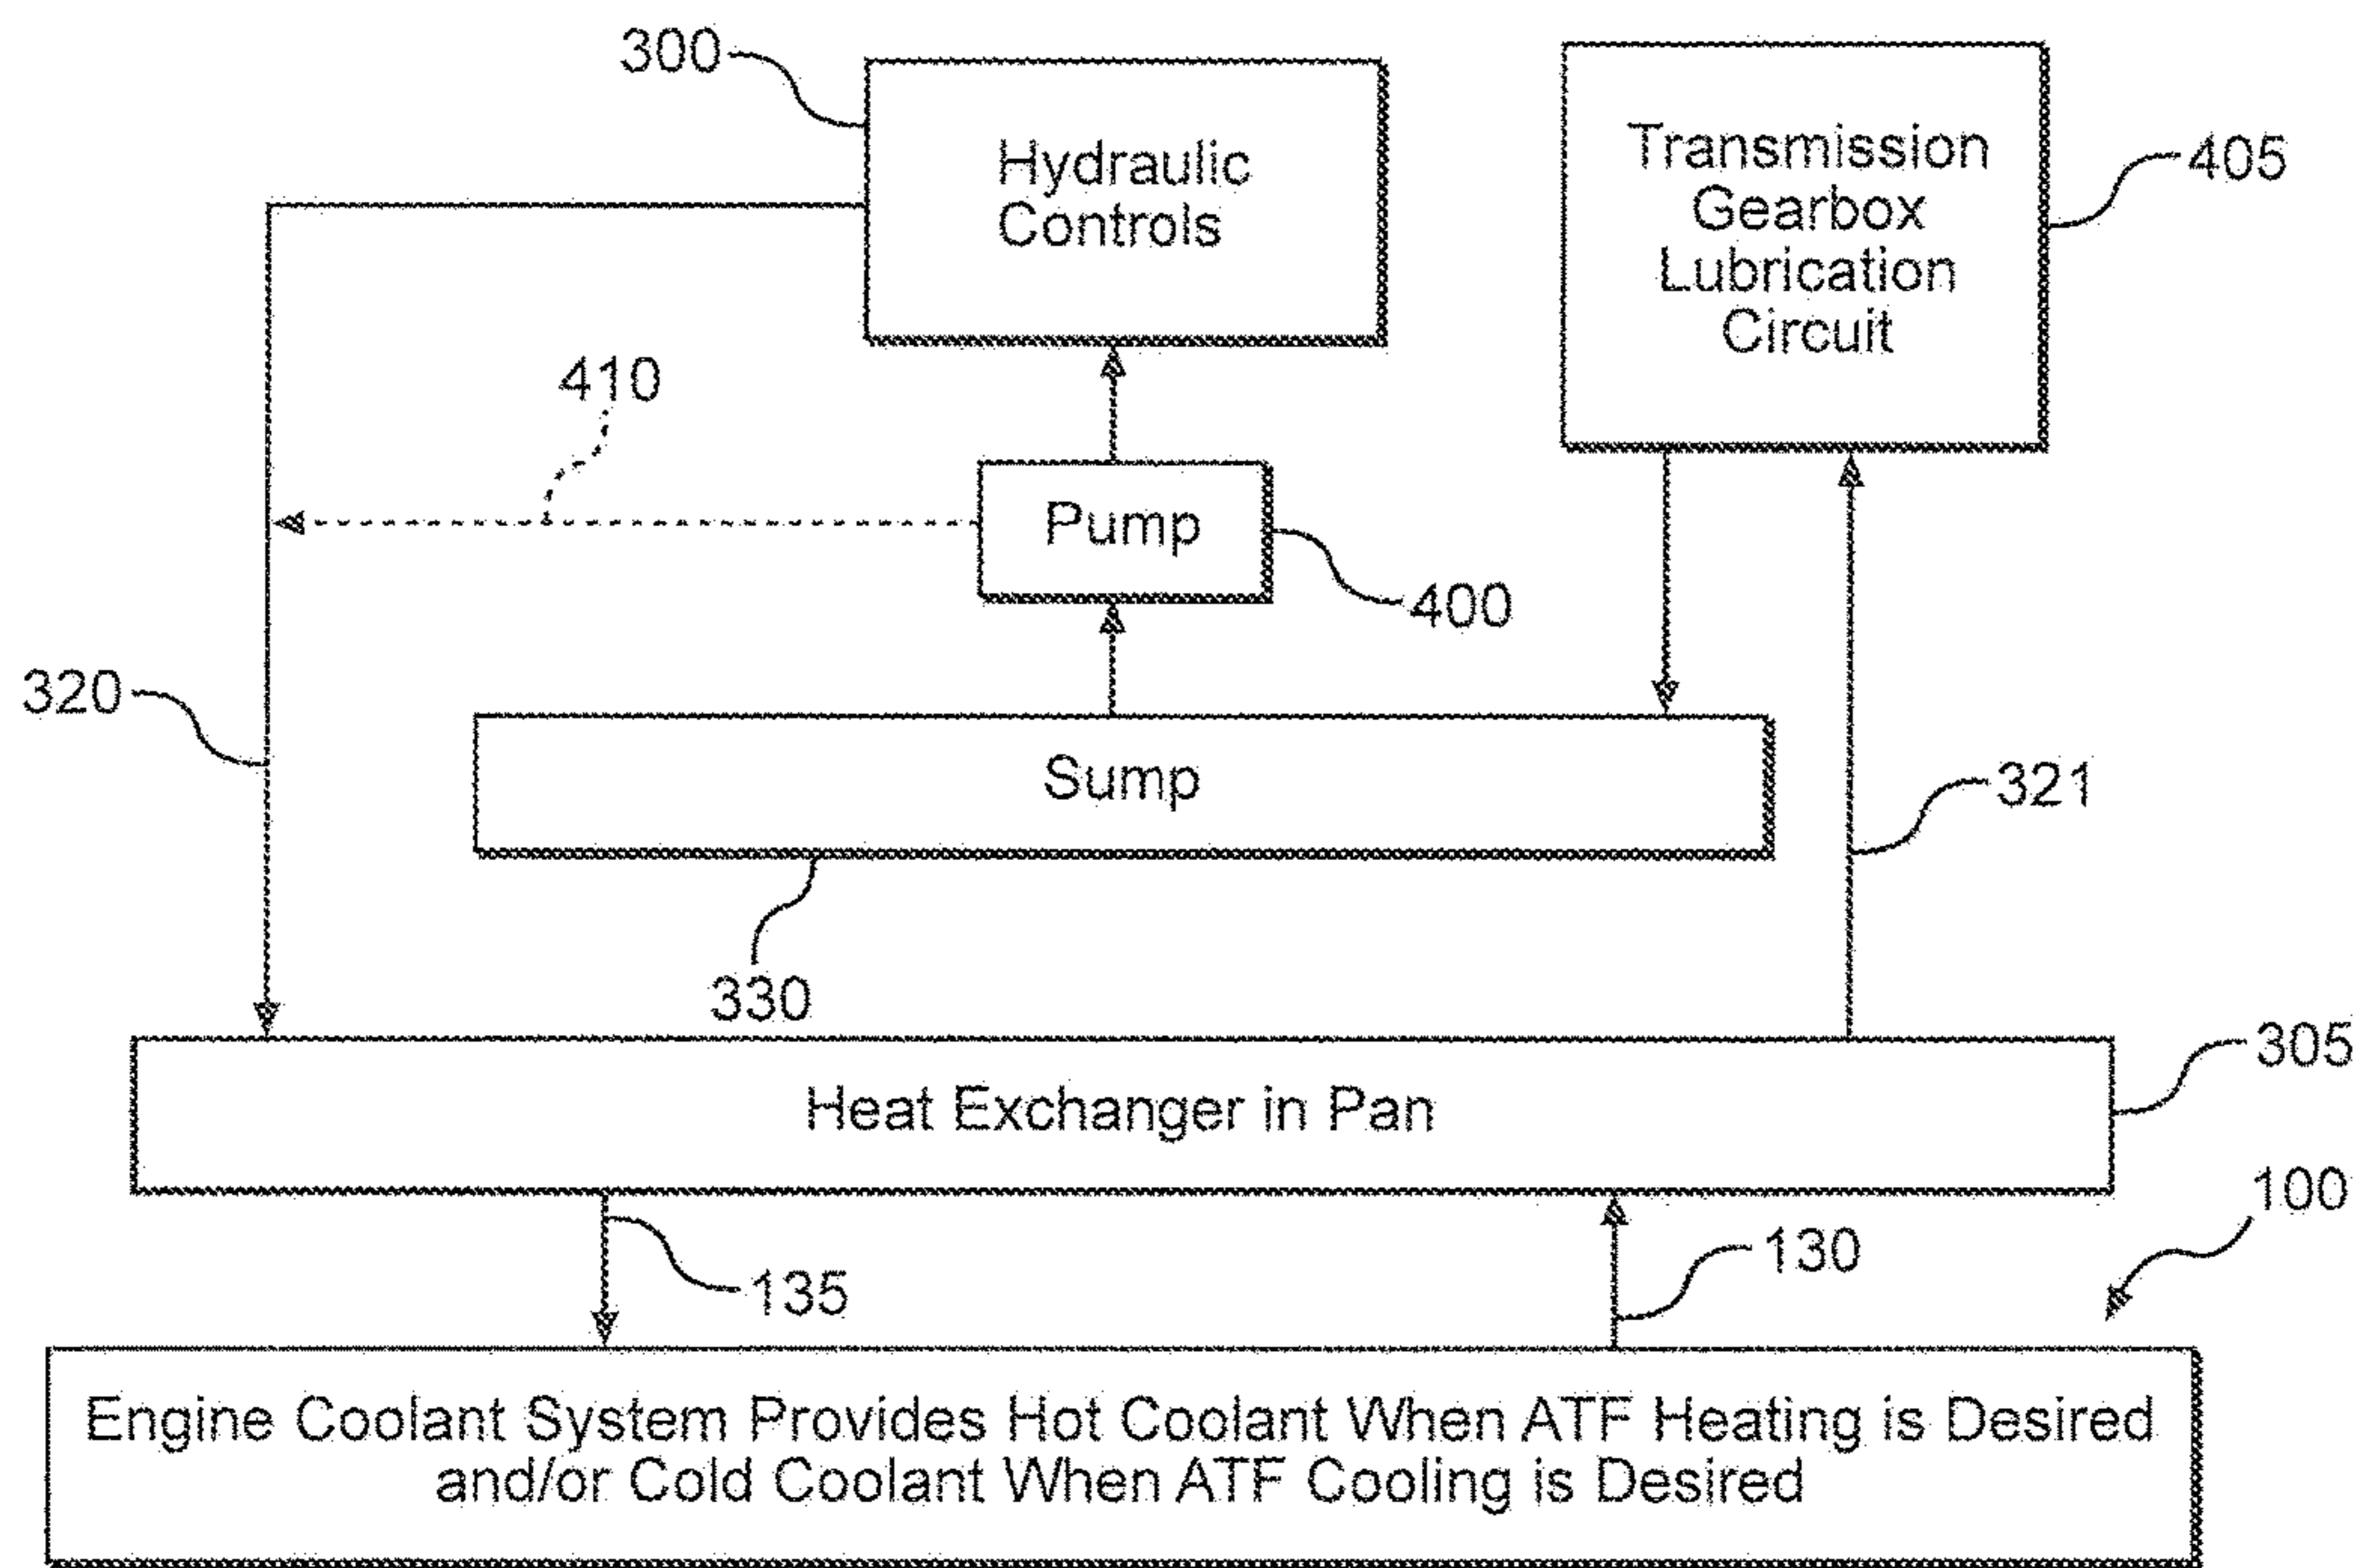 300
Hydraulic
Controls
Transmission
Gearbox
Lubrication
Circuit
405
410
Pump
400
320
Sump
321
330
305
Heat Exchanger in Pan
100
130
135
Engine Coolant System Provides Hot Coolant When ATF Heating is Desired
and/or Cold Coolant When ATF Cooling is Desired